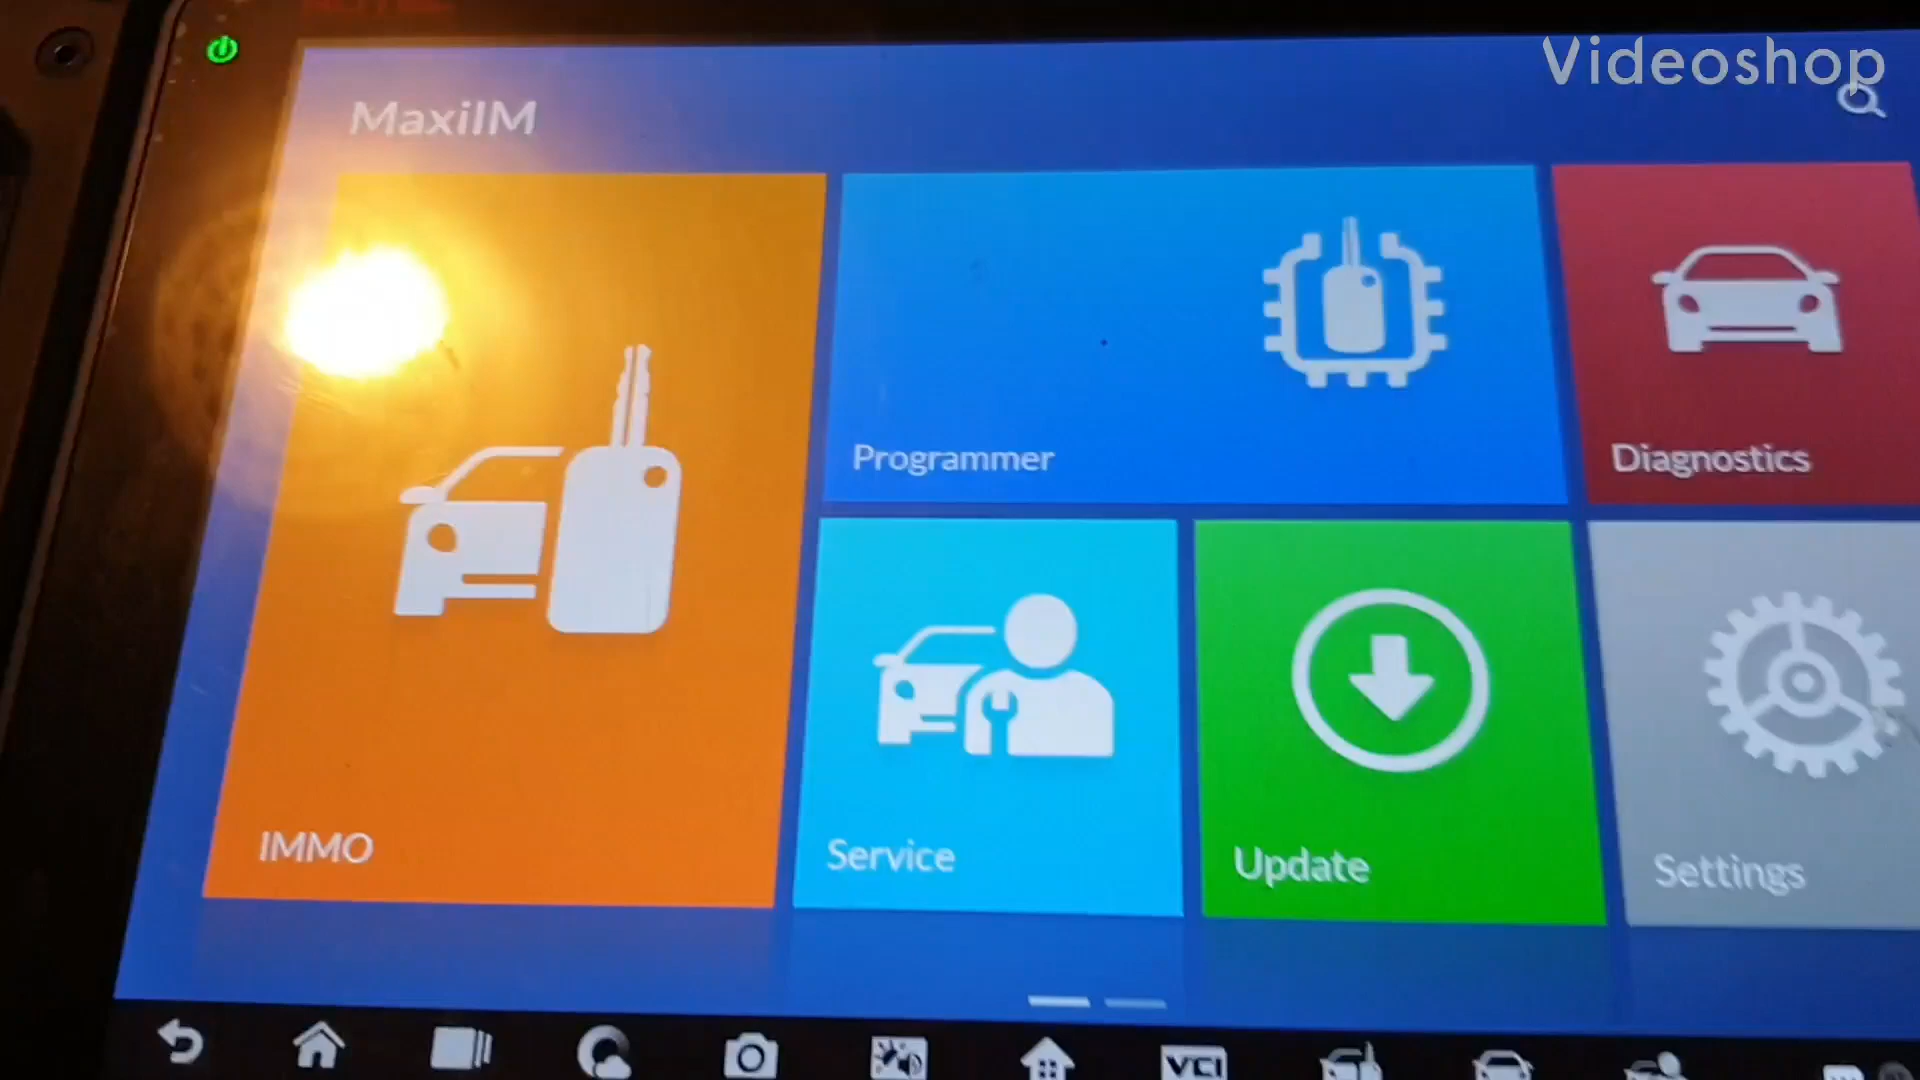 Videoshop
MaxiIM
Programmer
Diagnostics
IMMO
Service
Update
Settings
VCI